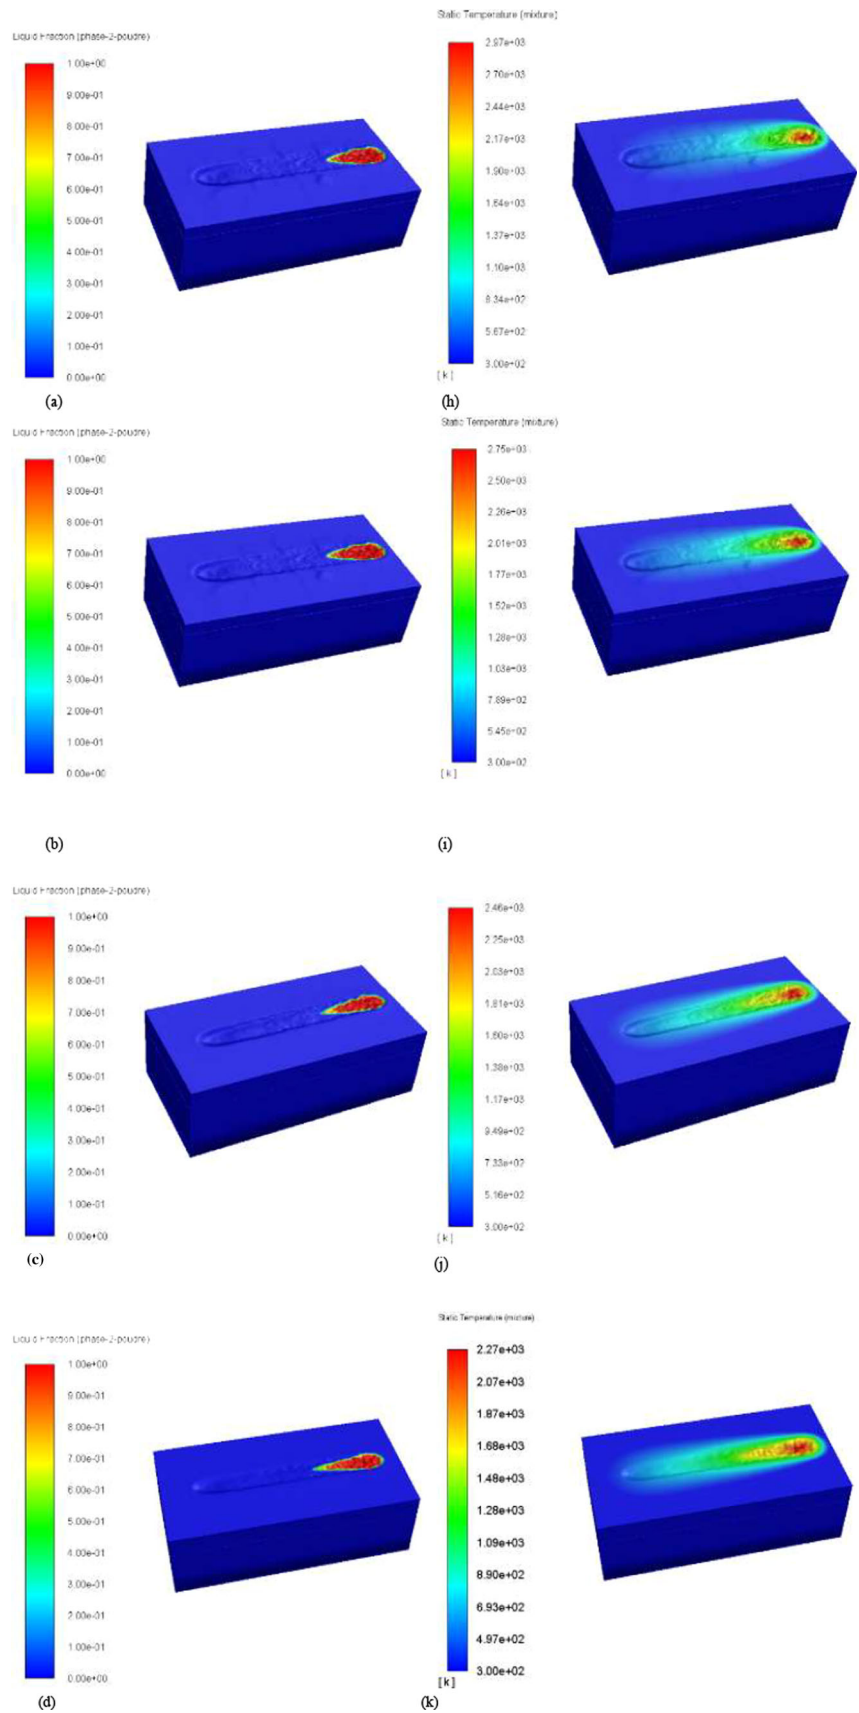 Liquid Fraction (phase-2-poudre)
1.00e+00
9.00e-01
8.00e-01
7.00e-01
6.00e-01
5.00e-01
4.00e-01
3.00e-01
2.00e-01
1.00e-01
0.00e+00
(a)
Static Temperature (mixture)
2.97e+03
2.70e+03
2.44e+03
2.17e+03
1.90e+03
1.64e+03
1.37e+03
1.10e+03
8.34e+02
5.67e+02
3.00e+02
[k]
(h)
Liquid Fraction (phase-2-poudre)
1.00e+00
9.00e-01
8.00e-01
7.00e-01
6.00e-01
5.00e-01
4.00e-01
3.00e-01
2.00e-01
1.00e-01
0.00e+00
(b)
Static Temperature (mixture)
2.75e+03
2.50e+03
2.26e+03
2.01e+03
1.77e+03
1.52e+03
1.28e+03
1.03e+03
7.89e+02
5.45e+02
3.00e+02
[k]
(i)
Liquid Fraction (phase-2-poudre)
1.00e+00
9.00e-01
8.00e-01
7.00e-01
6.00e-01
5.00e-01
4.00e-01
3.00e-01
2.00e-01
1.00e-01
0.00e+00
(c)
2.46e+03
2.25e+03
2.03e+03
1.81e+03
1.60e+03
1.38e+03
1.17e+03
9.49e+02
7.33e+02
5.16e+02
3.00e+02
[k]
(j)
Liquid Fraction (phase-2-poudre)
1.00e+00
9.00e-01
8.00e-01
7.00e-01
6.00e-01
5.00e-01
4.00e-01
3.00e-01
2.00e-01
1.00e-01
0.00e+00
(d)
Static Temperature (mixture)
2.27e+03
2.07e+03
1.87e+03
1.68e+03
1.48e+03
1.28e+03
1.09e+03
8.90e+02
6.93e+02
4.97e+02
3.00e+02
[k]
(k)